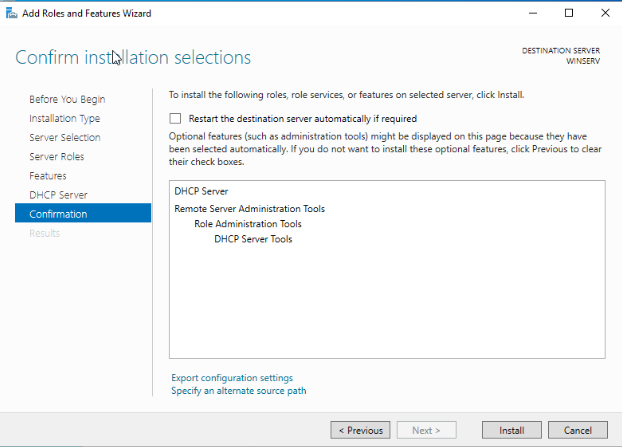 Add Roles and Features Wizard
Confirm installation selections
DESTINATION SERVER
WINSERV
Before You Begin
Installation Type
Server Selection
Server Roles
Features
DHCP Server
Confirmation
Results
To install the following roles, role services, or features on selected server, click Install.
Restart the destination server automatically if required
Optional features (such as administration tools) might be displayed on this page because they have
been selected automatically. If you do not want to install these optional features, click Previous to clear
their check boxes.
DHCP Server
Remote Server Administration Tools
Role Administration Tools
DHCP Server Tools
Export configuration settings
Specify an alternate source path
< Previous
Next >
Install
Cancel